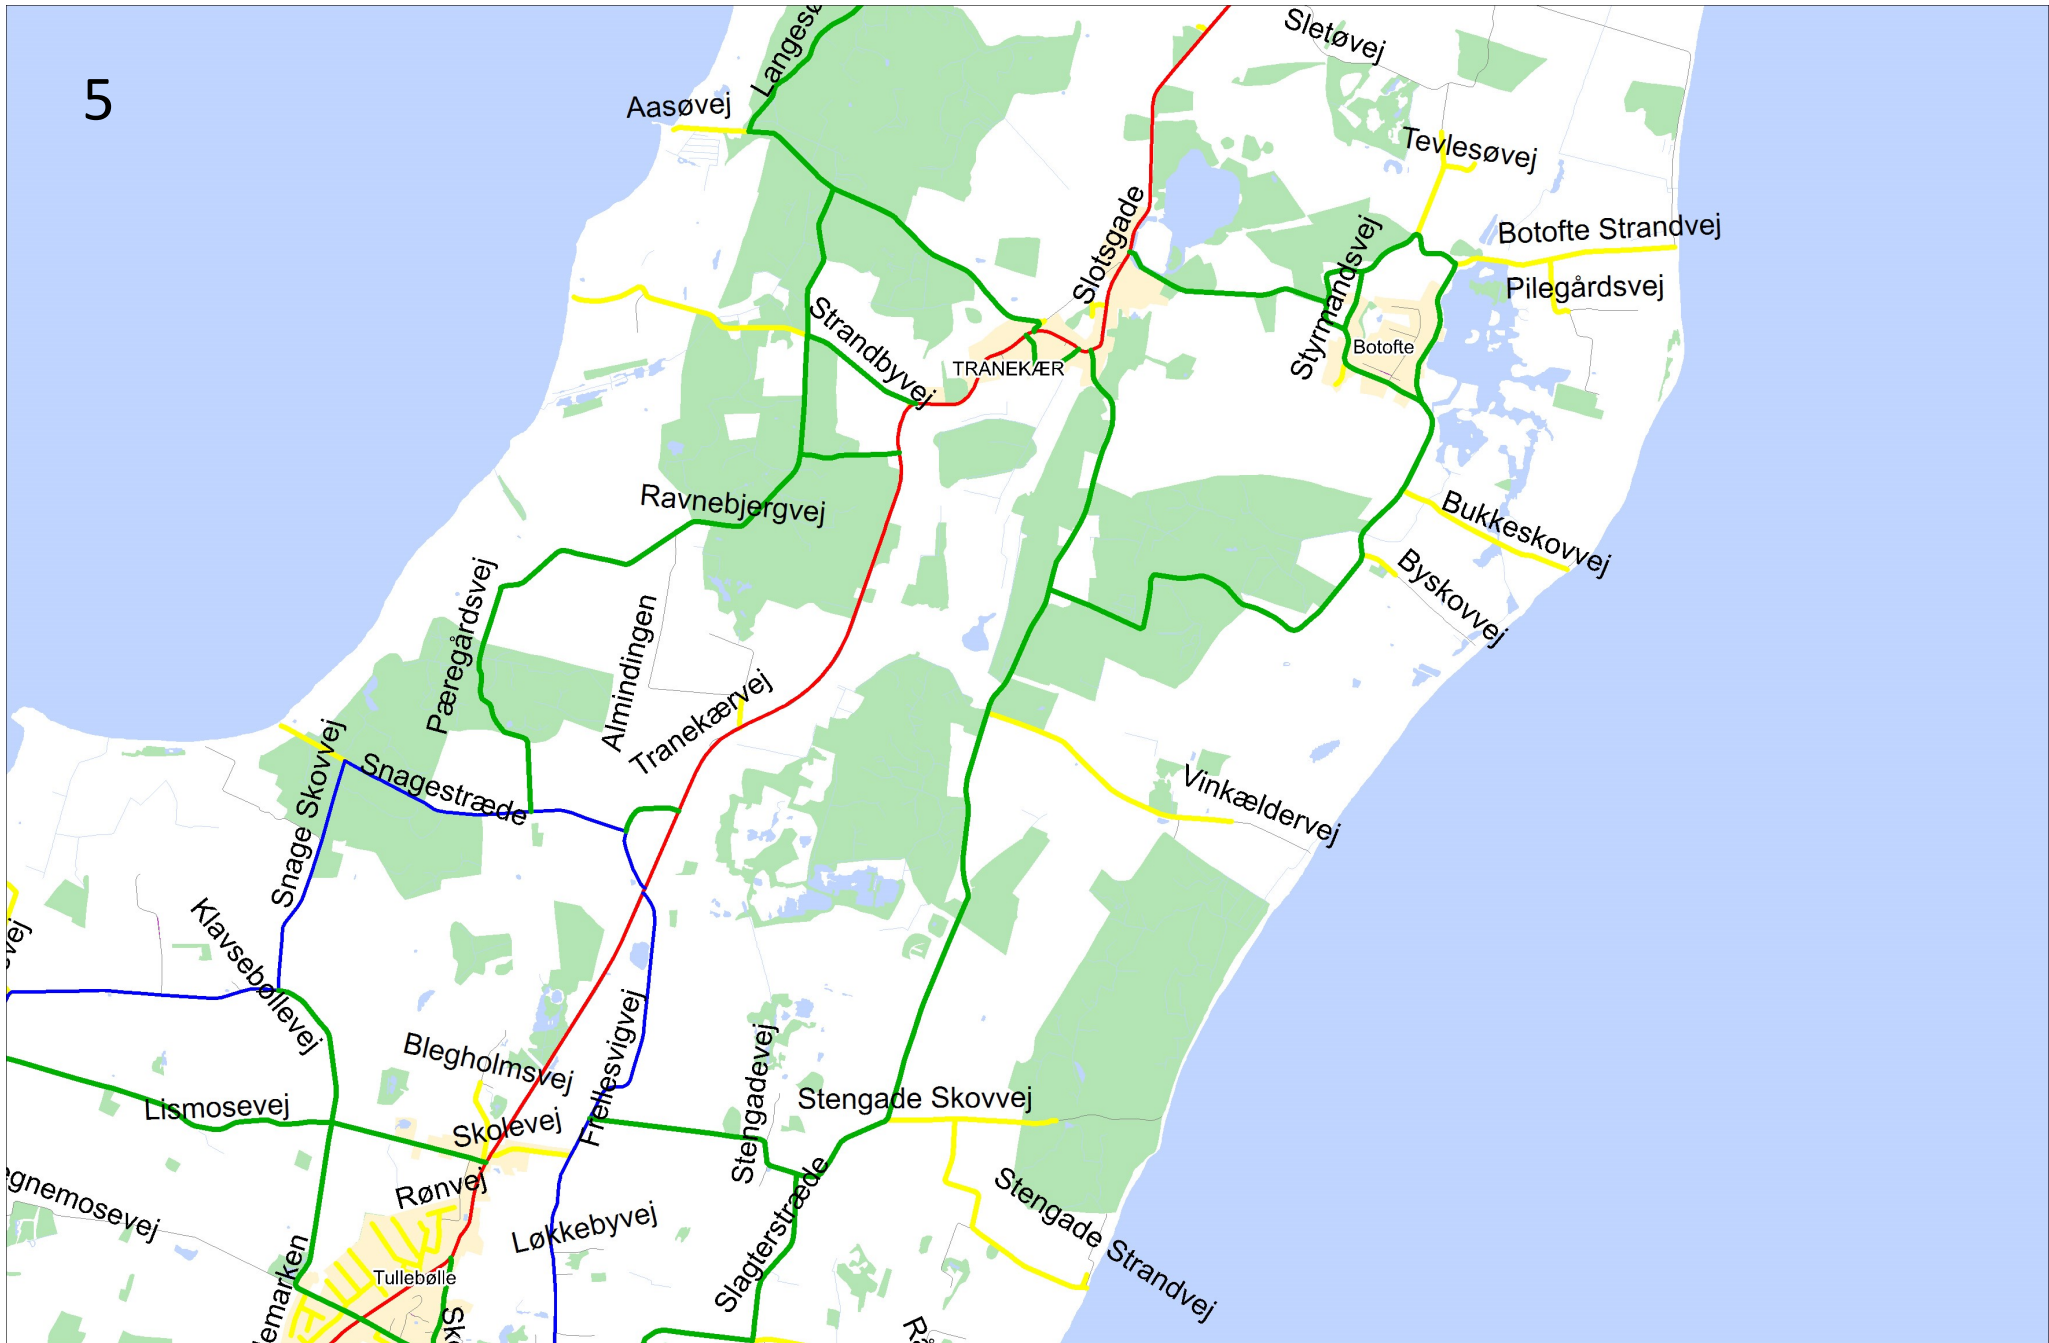 5
Sletøvej
Aasøvej
Tevlesøvej
Slotsgade
Styrmandsvej
Botofte Strandvej
Pilegårdsvej
Strandbyvej
TRANEKÆR
Botofte
Ravnebjergvej
Bukkeskovvej
Byskovvej
Pæregårdsvej
Almindingen
Tranekærvej
Snage Skovvej
Snagestræde
Vinkældervej
Klavsebøllevej
Blegholmsvej
Frellesvigvej
Stengadevej
Stengade Skovvej
Lismosevej
Skolevej
Rønvej
Løkkebyvej
Slagterstræde
Stengade Strandvej
Tullebølle